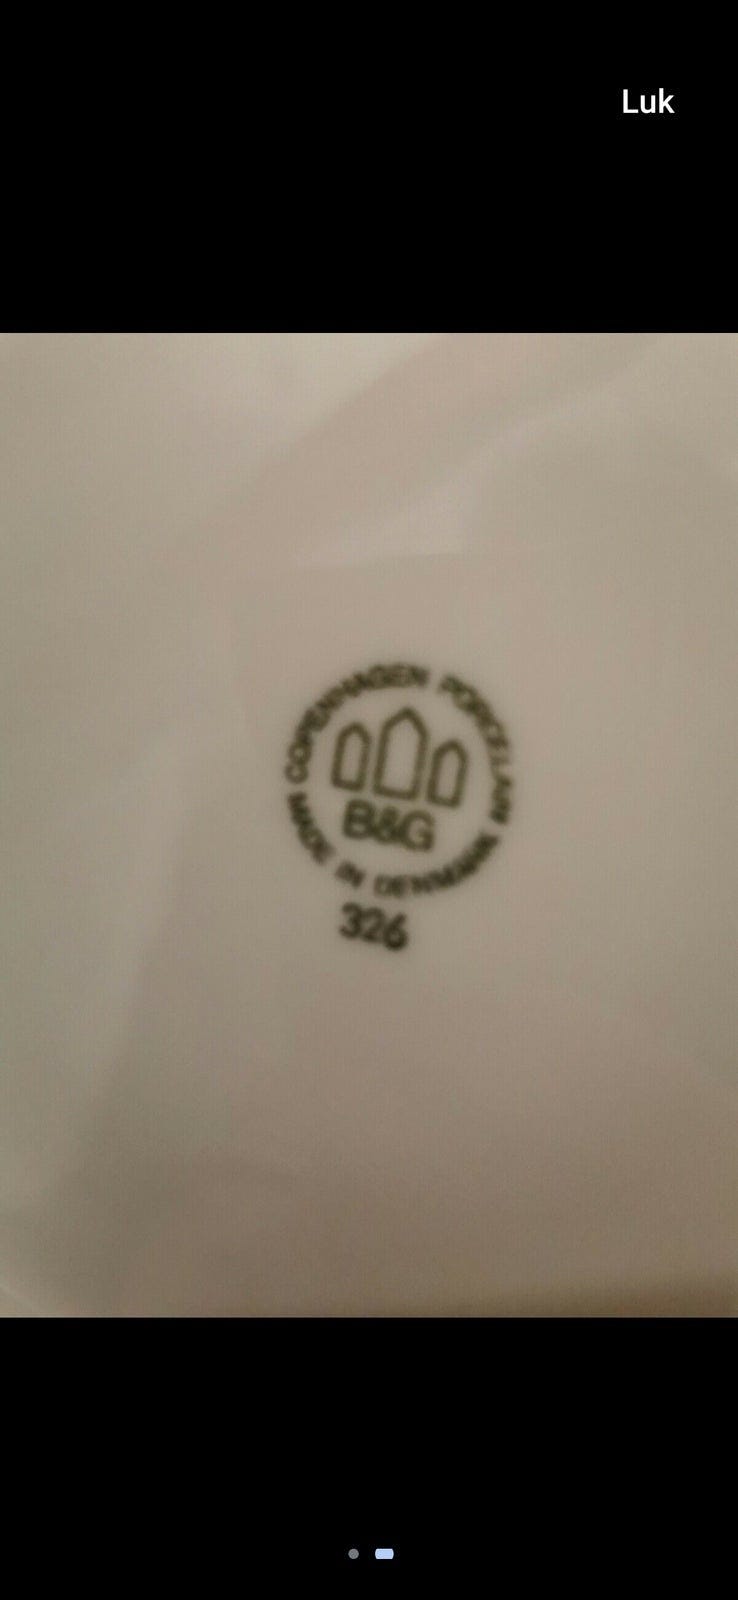 Luk
COPENHAGEN PORCELAIN
B&G
MADE IN DENMARK
326